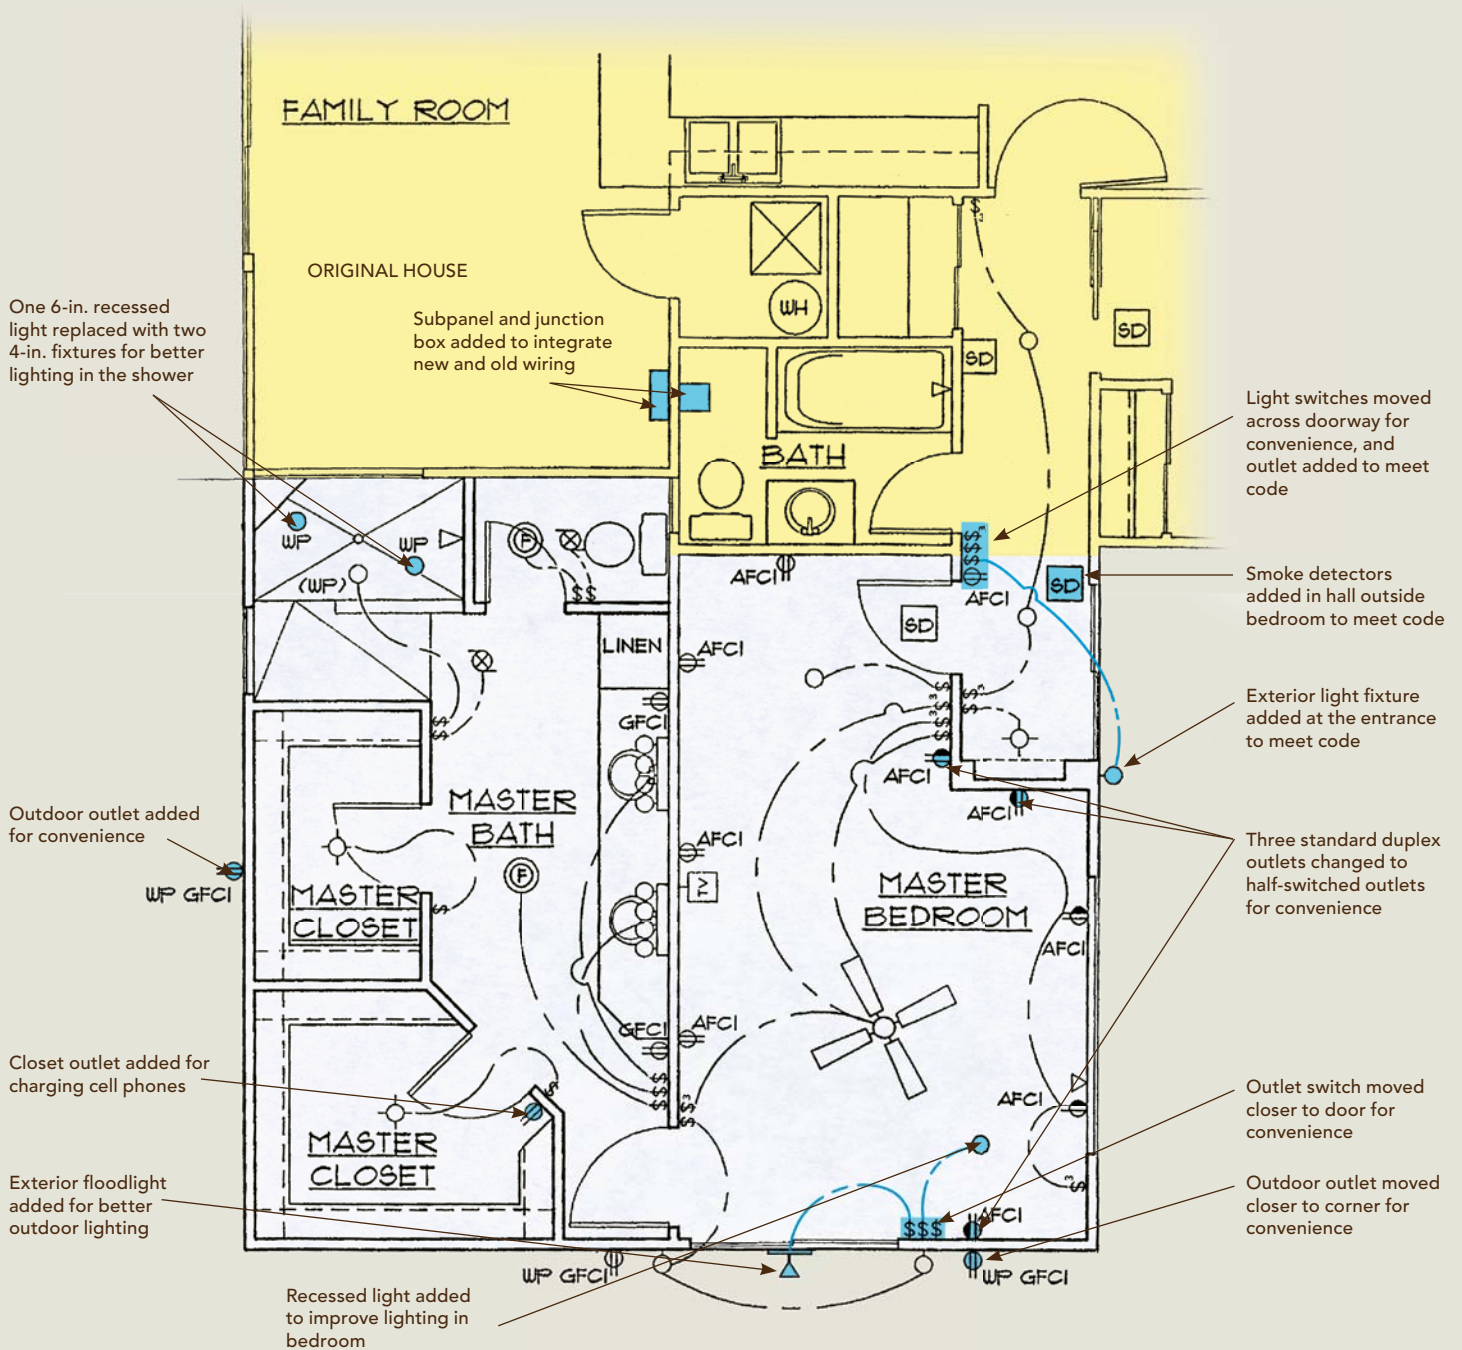 FAMILY ROOM
ORIGINAL HOUSE
One 6-in. recessed
light replaced with two
4-in. fixtures for better
lighting in the shower
Subpanel and junction
box added to integrate
new and old wiring
WH
SD
SD
Light switches moved
across doorway for
convenience, and
outlet added to meet
code
BATH
WP
WP
(WP)
F
$$
AFCI
$3
$
$
$
AFCI
SD
Smoke detectors
added in hall outside
bedroom to meet code
SD
LINEN
AFCI
GFCI
$
$
$
$3
$3
$
$3
$
Exterior light fixture
added at the entrance
to meet code
AFCI
AFCI
Outdoor outlet added
for convenience
WP GFCI
MASTER
BATH
F
AFCI
TV
MASTER
CLOSET
$
MASTER
BEDROOM
Three standard duplex
outlets changed to
half-switched outlets
for convenience
AFCI
GFCI
AFCI
Closet outlet added for
charging cell phones
$
$
$
$
$3
$
AFCI
Outlet switch moved
closer to door for
convenience
MASTER
CLOSET
Exterior floodlight
added for better
outdoor lighting
$3
$$$
AFCI
Outdoor outlet moved
closer to corner for
convenience
WP GFCI
WP GFCI
Recessed light added
to improve lighting in
bedroom